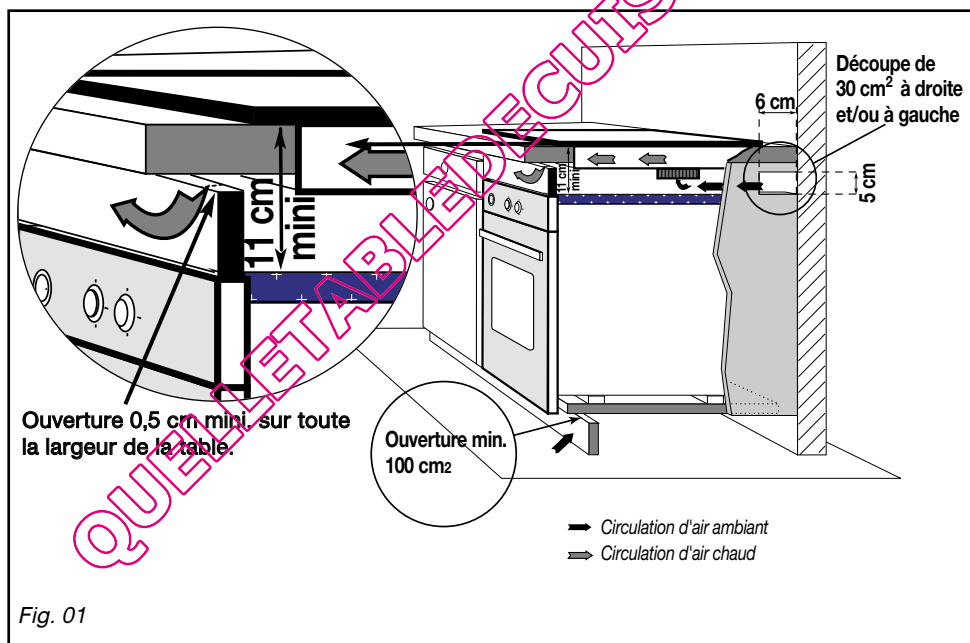 Découpe de
30 cm2 à droite
et/ou à gauche
6 cm
5 cm
11 cm
mini
11 cm
mini
Ouverture 0,5 cm mini, sur toute
la largeur de la table.
Ouverture min.
100 cm2
Circulation d'air ambiant
Circulation d'air chaud
Fig. 01
QUELLETABLEDECUIS